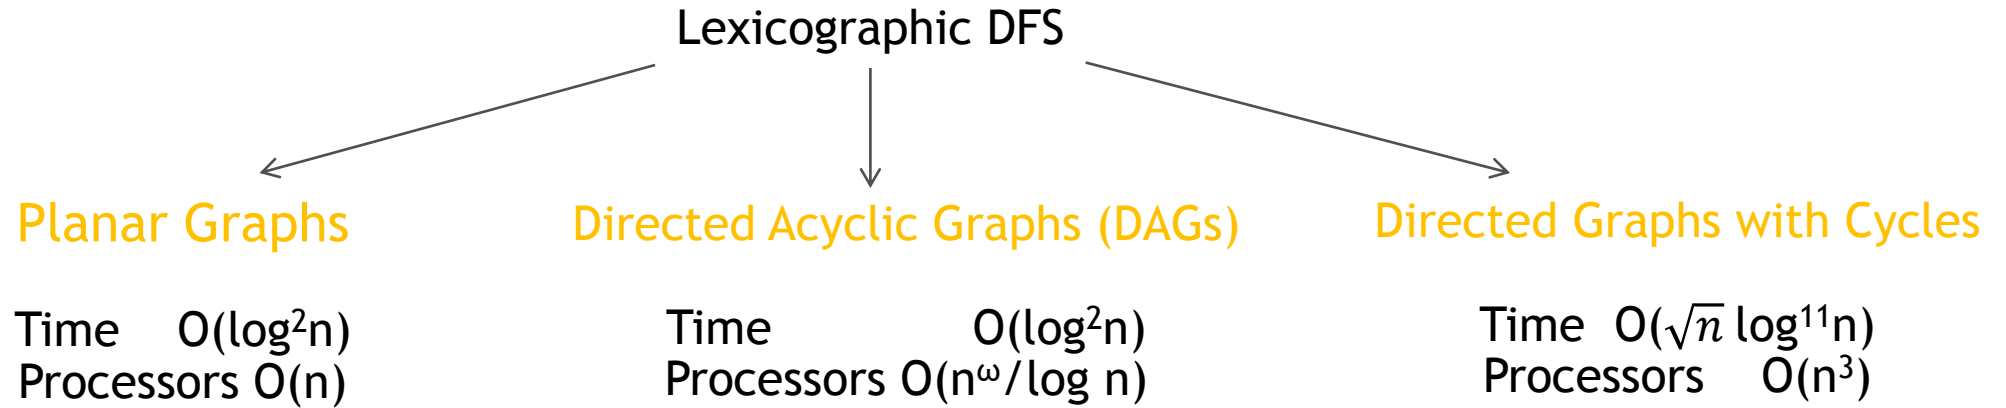 Lexicographic DFS
Planar Graphs
Time O(log²n)
Processors O(n)
Directed Acyclic Graphs (DAGs)
Time O(log²n)
Processors O(n^ω/log n)
Directed Graphs with Cycles
Time O(√n log¹¹n)
Processors O(n³)